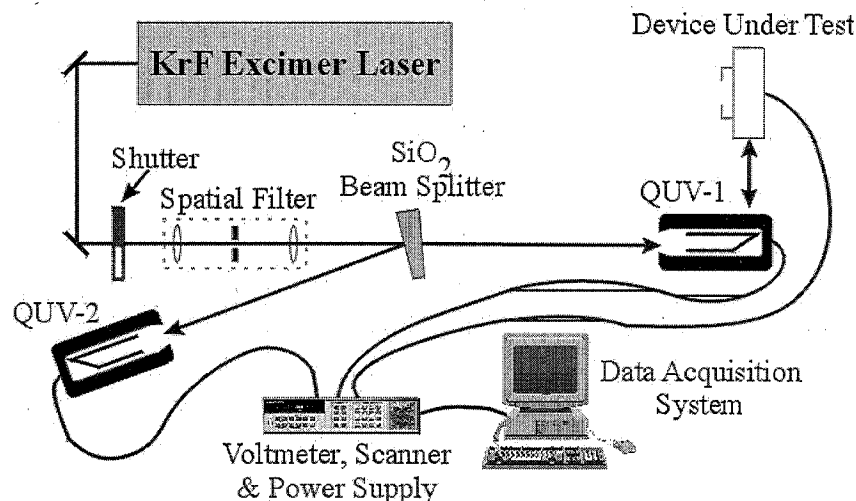 Device Under Test
KrF Excimer Laser
Shutter
SiO2
Beam Splitter
Spatial Filter
QUV-1
QUV-2
Data Acquisition
System
Voltmeter, Scanner
& Power Supply